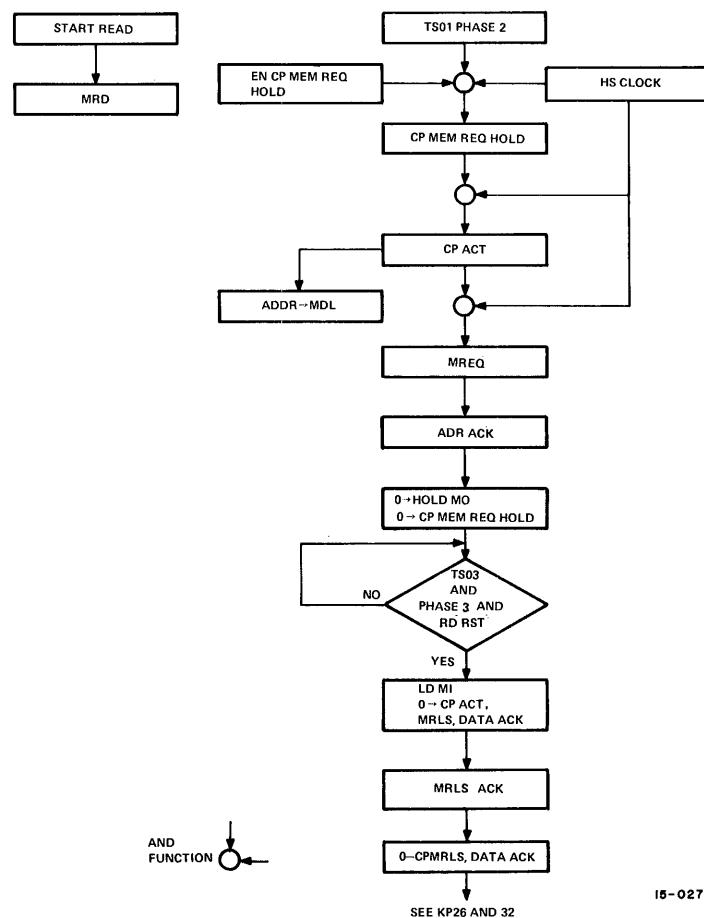 START READ
MRD
TS01 PHASE 2
EN CP MEM REQ
HOLD
HS CLOCK
CP MEM REQ HOLD
CP ACT
ADDR→MDL
MREQ
ADR ACK
0→HOLD MO
0→CP MEM REQ HOLD
TS03
AND
PHASE 3 AND
RD RST
NO
YES
LD MI
0→CP ACT,
MRLS, DATA ACK
MRLS ACK
0–CPMRLS, DATA ACK
AND
FUNCTION
SEE KP26 AND 32
15-027